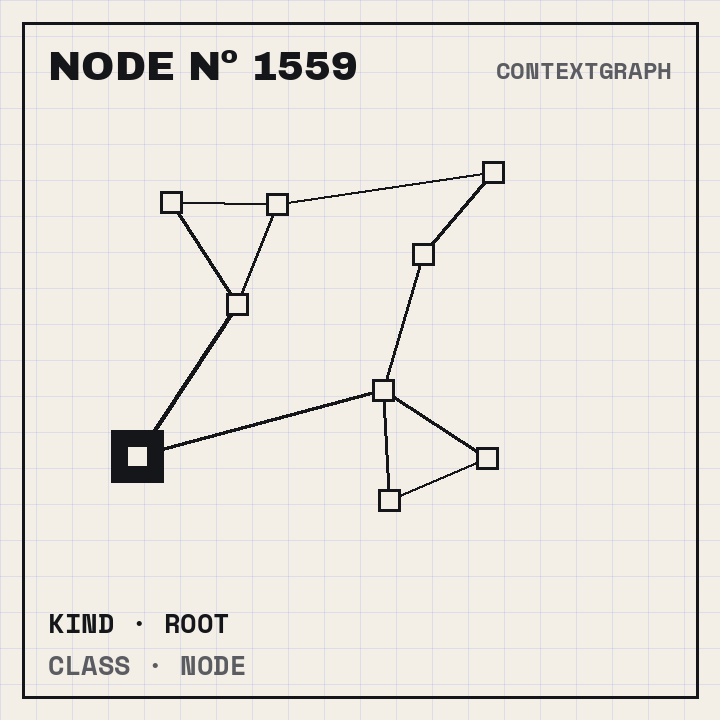 NODE Nº 1559
CONTEXTGRAPH
KIND · ROOT
CLASS · NODE